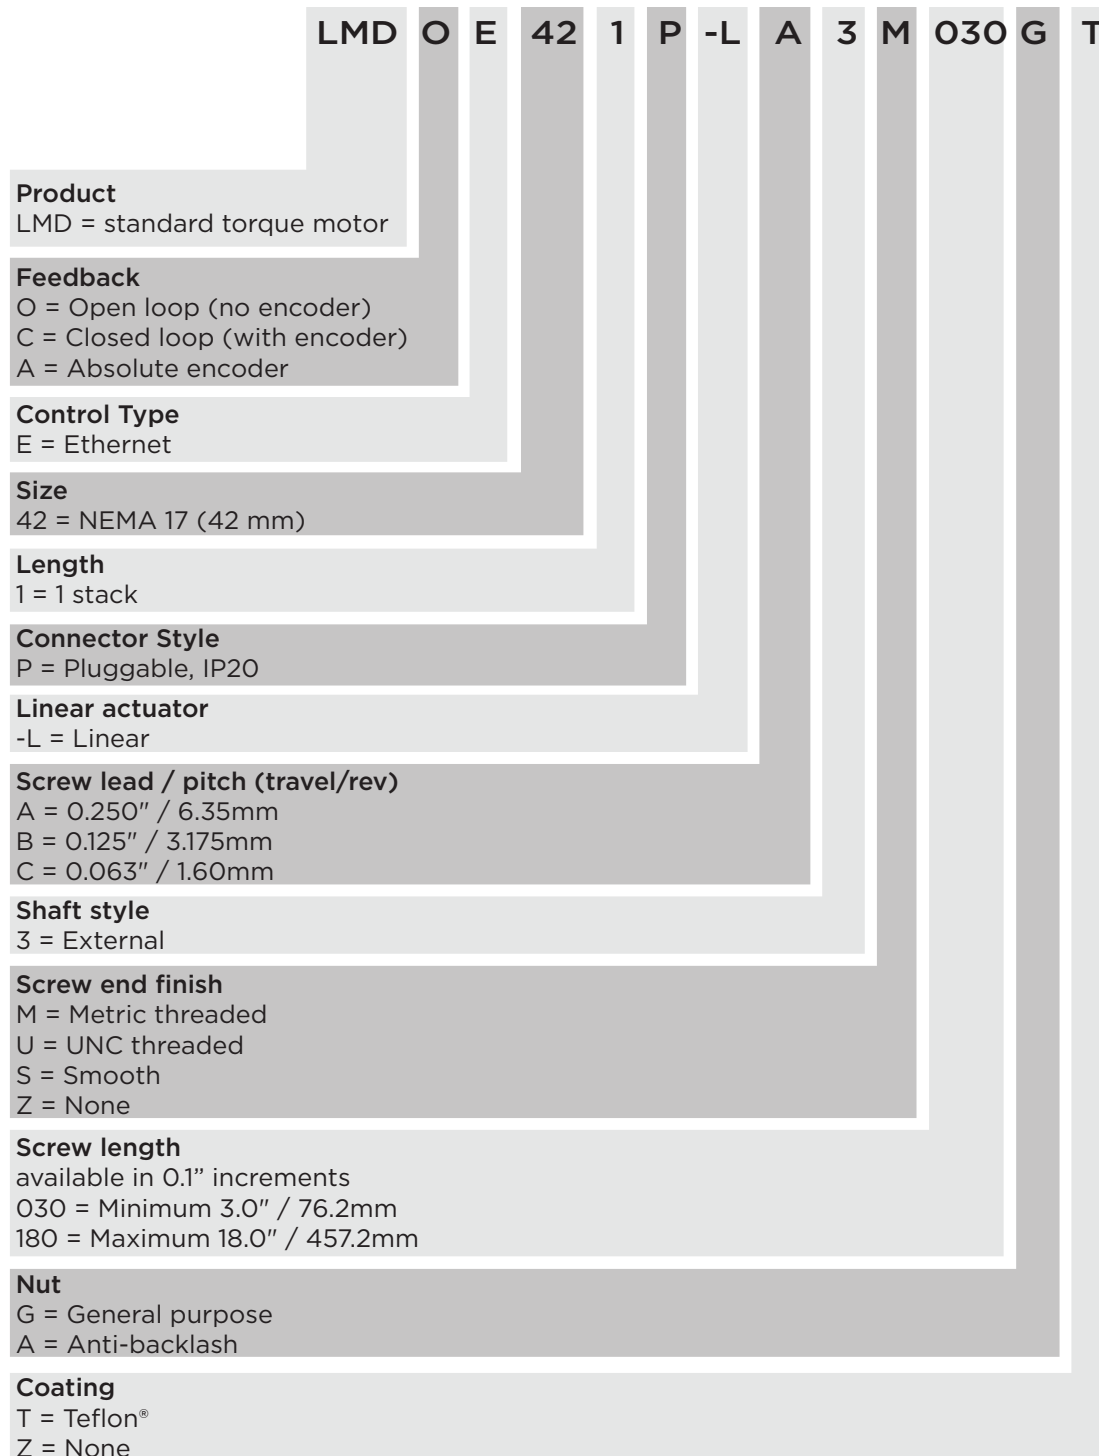 LMD O E 42 1 P -L A 3 M 030 G T
Product
LMD = standard torque motor
Feedback
O = Open loop (no encoder)
C = Closed loop (with encoder)
A = Absolute encoder
Control Type
E = Ethernet
Size
42 = NEMA 17 (42 mm)
Length
1 = 1 stack
Connector Style
P = Pluggable, IP20
Linear actuator
-L = Linear
Screw lead / pitch (travel/rev)
A = 0.250" / 6.35mm
B = 0.125" / 3.175mm
C = 0.063" / 1.60mm
Shaft style
3 = External
Screw end finish
M = Metric threaded
U = UNC threaded
S = Smooth
Z = None
Screw length
available in 0.1” increments
030 = Minimum 3.0" / 76.2mm
180 = Maximum 18.0" / 457.2mm
Nut
G = General purpose
A = Anti-backlash
Coating
T = Teflon®
Z = None